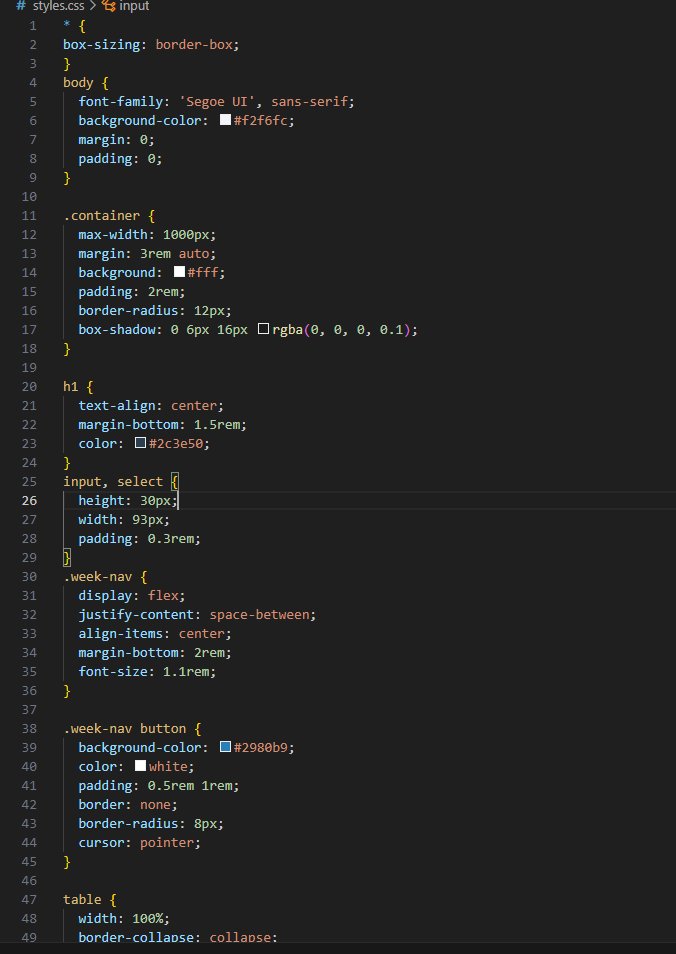 # styles.css > input
1 * {
2 box-sizing: border-box;
3 }
4 body {
5 font-family: 'Segoe UI', sans-serif;
6 background-color: #f2f6fc;
7 margin: 0;
8 padding: 0;
9 }
10
11 .container {
12 max-width: 1000px;
13 margin: 3rem auto;
14 background: #fff;
15 padding: 2rem;
16 border-radius: 12px;
17 box-shadow: 0 6px 16px rgba(0, 0, 0, 0.1);
18 }
19
20 h1 {
21 text-align: center;
22 margin-bottom: 1.5rem;
23 color: #2c3e50;
24 }
25 input, select {
26 height: 30px;
27 width: 93px;
28 padding: 0.3rem;
29 }
30 .week-nav {
31 display: flex;
32 justify-content: space-between;
33 align-items: center;
34 margin-bottom: 2rem;
35 font-size: 1.1rem;
36 }
37
38 .week-nav button {
39 background-color: #2980b9;
40 color: white;
41 padding: 0.5rem 1rem;
42 border: none;
43 border-radius: 8px;
44 cursor: pointer;
45 }
46
47 table {
48 width: 100%;
49 border-collapse: collapse;